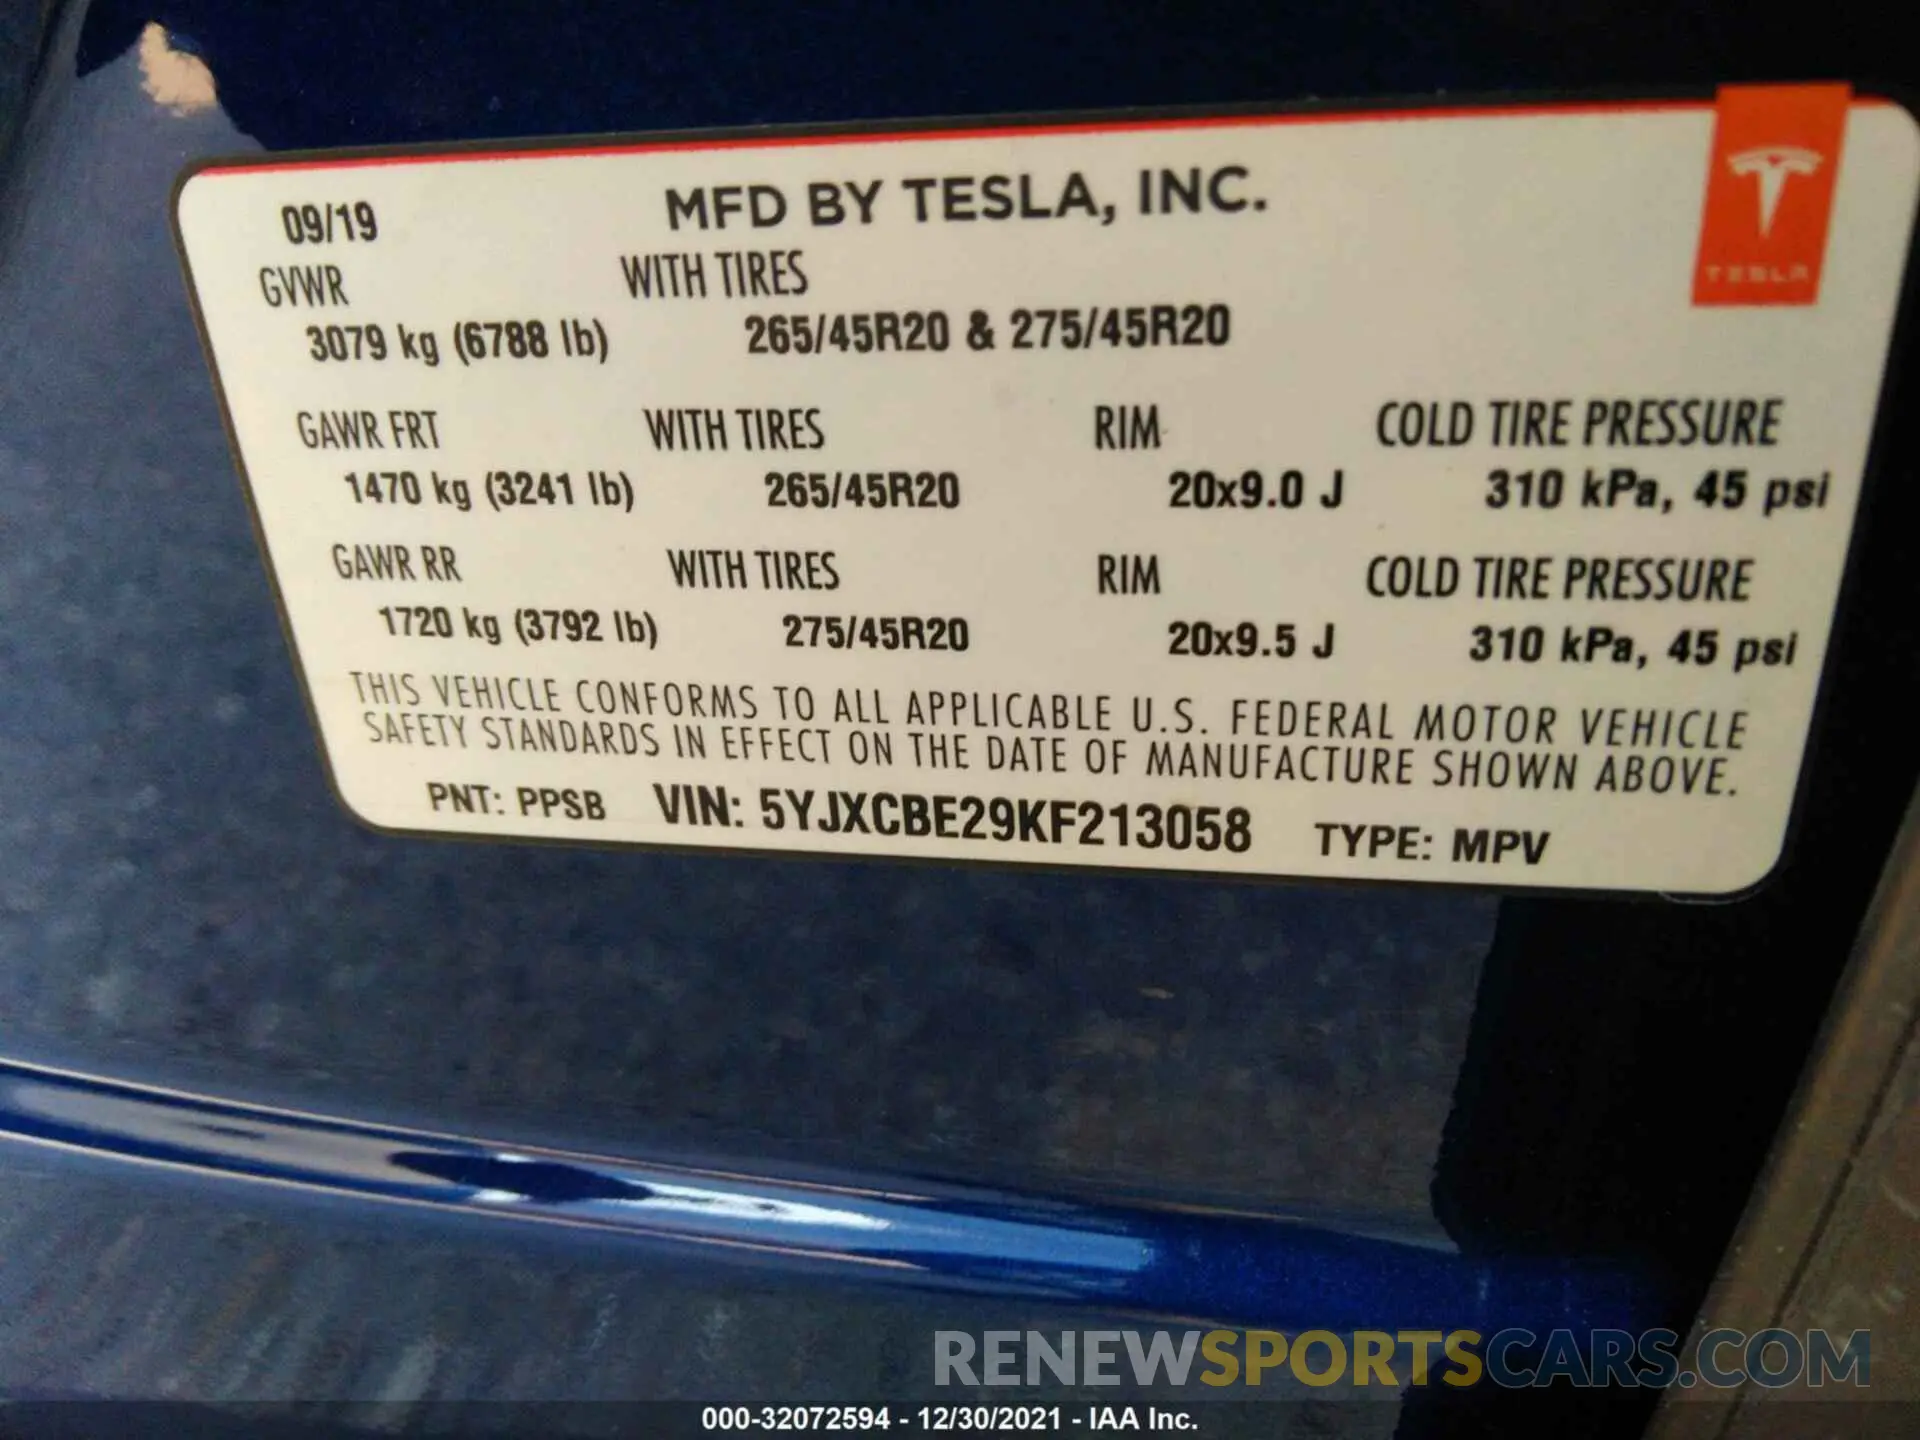 09/19 MFD BY TESLA, INC.
TESLA
GVWR WITH TIRES
3079 kg (6788 lb) 265/45R20 & 275/45R20
GAWR FRT WITH TIRES RIM COLD TIRE PRESSURE
1470 kg (3241 lb) 265/45R20 20x9.0 J 310 kPa, 45 psi
GAWR RR WITH TIRES RIM COLD TIRE PRESSURE
1720 kg (3792 lb) 275/45R20 20x9.5 J 310 kPa, 45 psi
THIS VEHICLE CONFORMS TO ALL APPLICABLE U.S. FEDERAL MOTOR VEHICLE
SAFETY STANDARDS IN EFFECT ON THE DATE OF MANUFACTURE SHOWN ABOVE.
PNT: PPSB VIN: 5YJXCBE29KF213058 TYPE: MPV
RENEWSPORTSCARS.COM
000-32072594 - 12/30/2021 - IAA Inc.